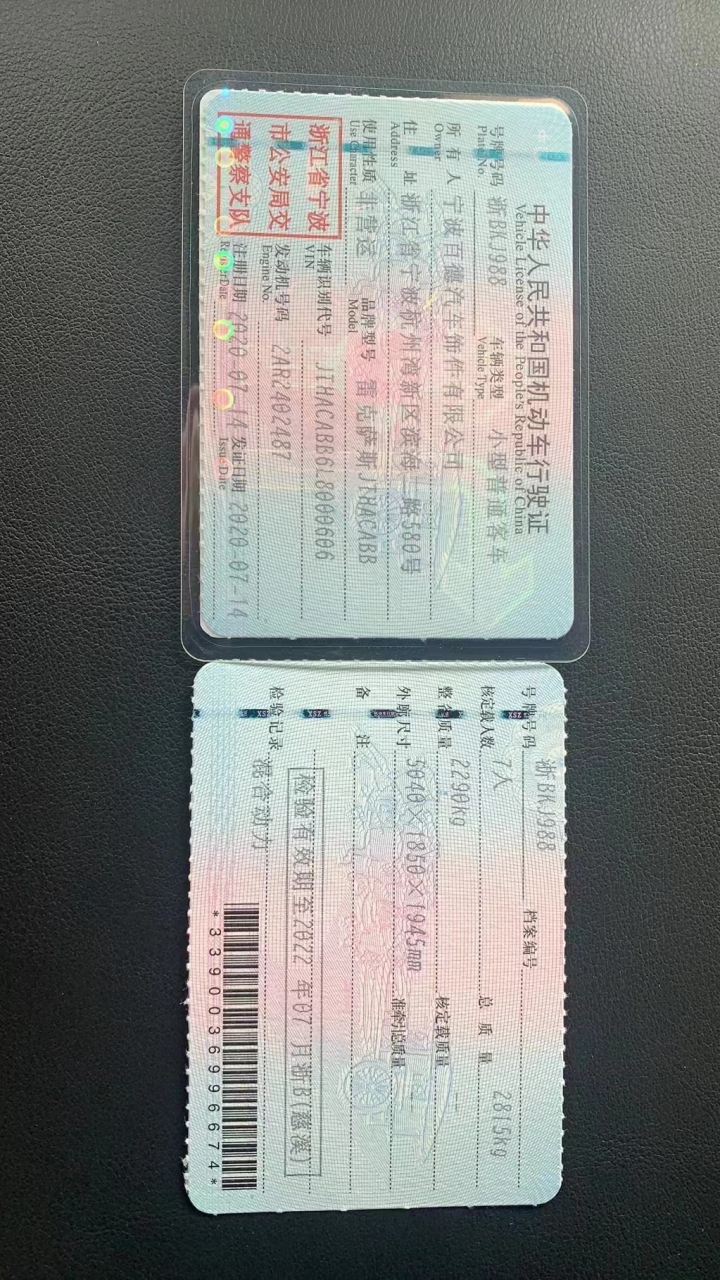 中华人民共和国机动车行驶证
Vehicle License of the People's Republic of China
号牌号码 浙BKJ988 车辆类型 小型普通客车
Plate No. Vehicle Type
所有人 宁波百德汽车饰件有限公司
Owner
住址 浙江省宁波杭州湾新区滨海二路580号
Address
使用性质 非营运 品牌型号 雷克萨斯JTHACABB
Use Character Model
浙江省宁波
市公安局交
通警察支队
车辆识别代号 JTHACABB6L8000606
VIN
发动机号码 2AR2402487
Engine No.
注册日期 2020-07-14 发证日期 2020-07-14
Register Date Issue Date
号牌号码 浙BKJ988 档案编号
核定载人数 7人 总质量 2815kg
整备质量 2290kg 核定载质量
外廓尺寸 5040×1850×1945mm 准牵引总质量
备注
检验有效期至2022年07月浙B(慈溪)
检验记录 混合动力
*3390036996674*